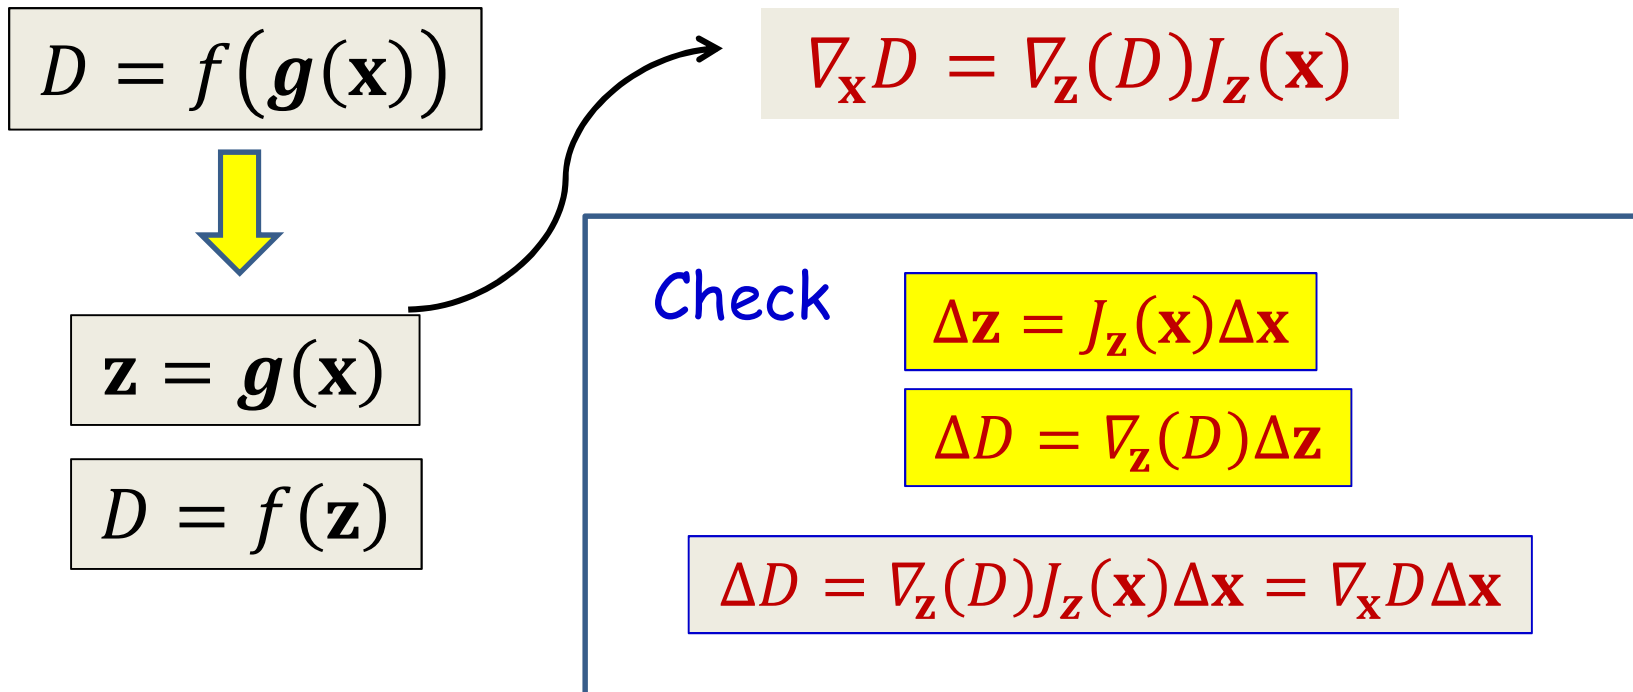 D = f(g(x))
∇ₓD = ∇_z(D)J_z(x)
z = g(x)
D = f(z)
Check
Δz = J_z(x)Δx
ΔD = ∇_z(D)Δz
ΔD = ∇_z(D)J_z(x)Δx = ∇ₓDΔx